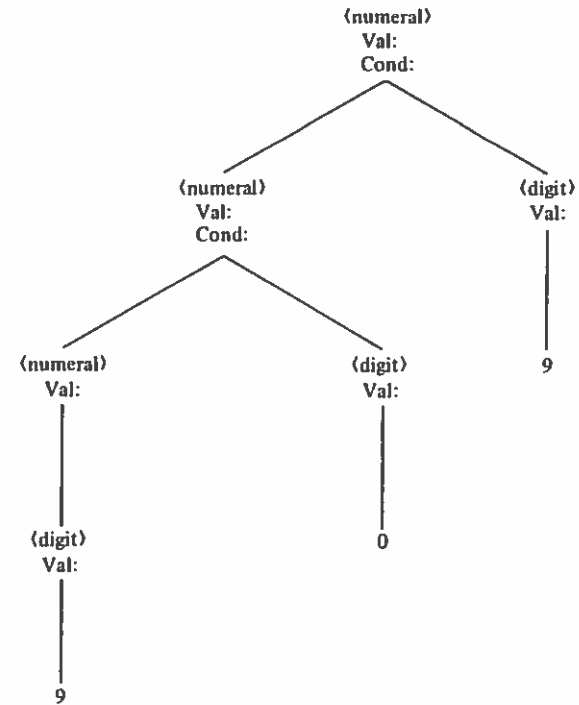 ⟨numeral⟩
Val:
Cond:
⟨numeral⟩
Val:
Cond:
⟨digit⟩
Val:
⟨numeral⟩
Val:
⟨digit⟩
Val:
9
⟨digit⟩
Val:
0
9